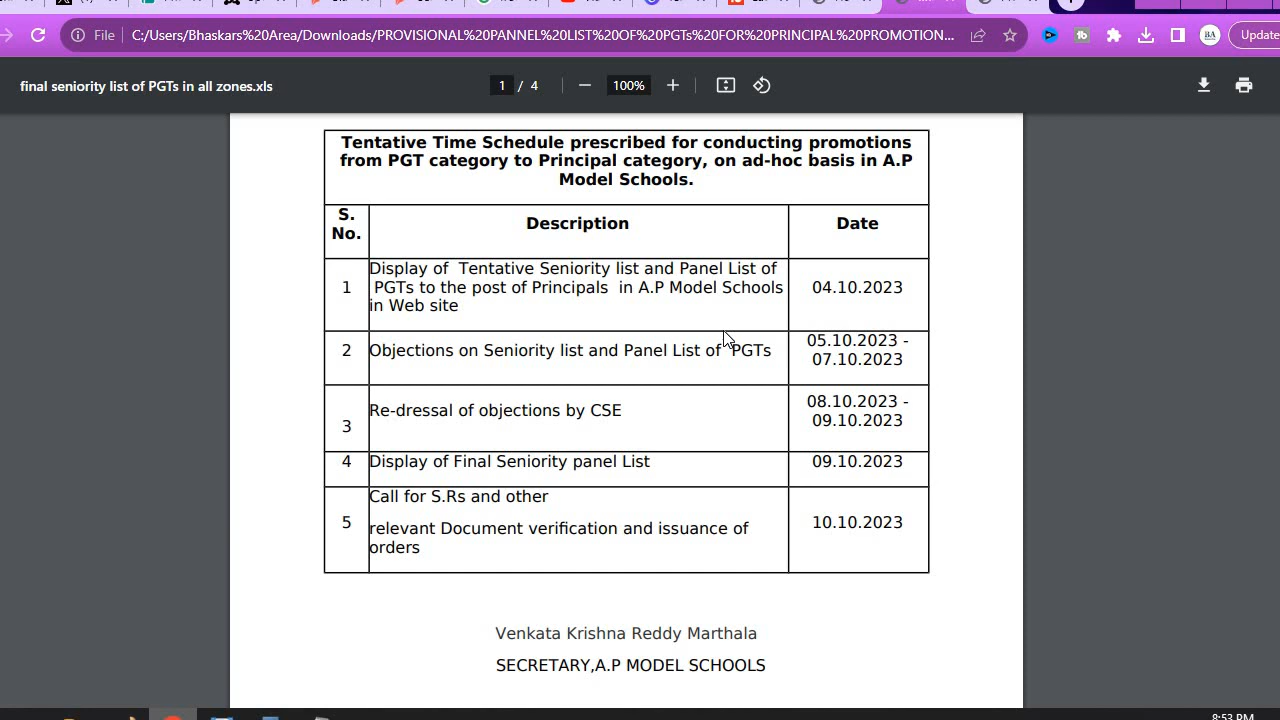 File
C:/Users/Bhaskars%20Area/Downloads/PROVISIONAL%20PANNEL%20LIST%20OF%20PGTs%20FOR%20PRINCIPAL%20PROMOTION...
BA
Update
final seniority list of PGTs in all zones.xls
1 / 4
100%
Tentative Time Schedule prescribed for conducting promotions
from PGT category to Principal category, on ad-hoc basis in A.P
Model Schools.
S.
No.
Description
Date
1
Display of Tentative Seniority list and Panel List of
PGTs to the post of Principals in A.P Model Schools
in Web site
04.10.2023
2
Objections on Seniority list and Panel List of PGTs
05.10.2023 -
07.10.2023
3
Re-dressal of objections by CSE
08.10.2023 -
09.10.2023
4
Display of Final Seniority panel List
09.10.2023
5
Call for S.Rs and other
relevant Document verification and issuance of
orders
10.10.2023
Venkata Krishna Reddy Marthala
SECRETARY,A.P MODEL SCHOOLS
8:53 PM